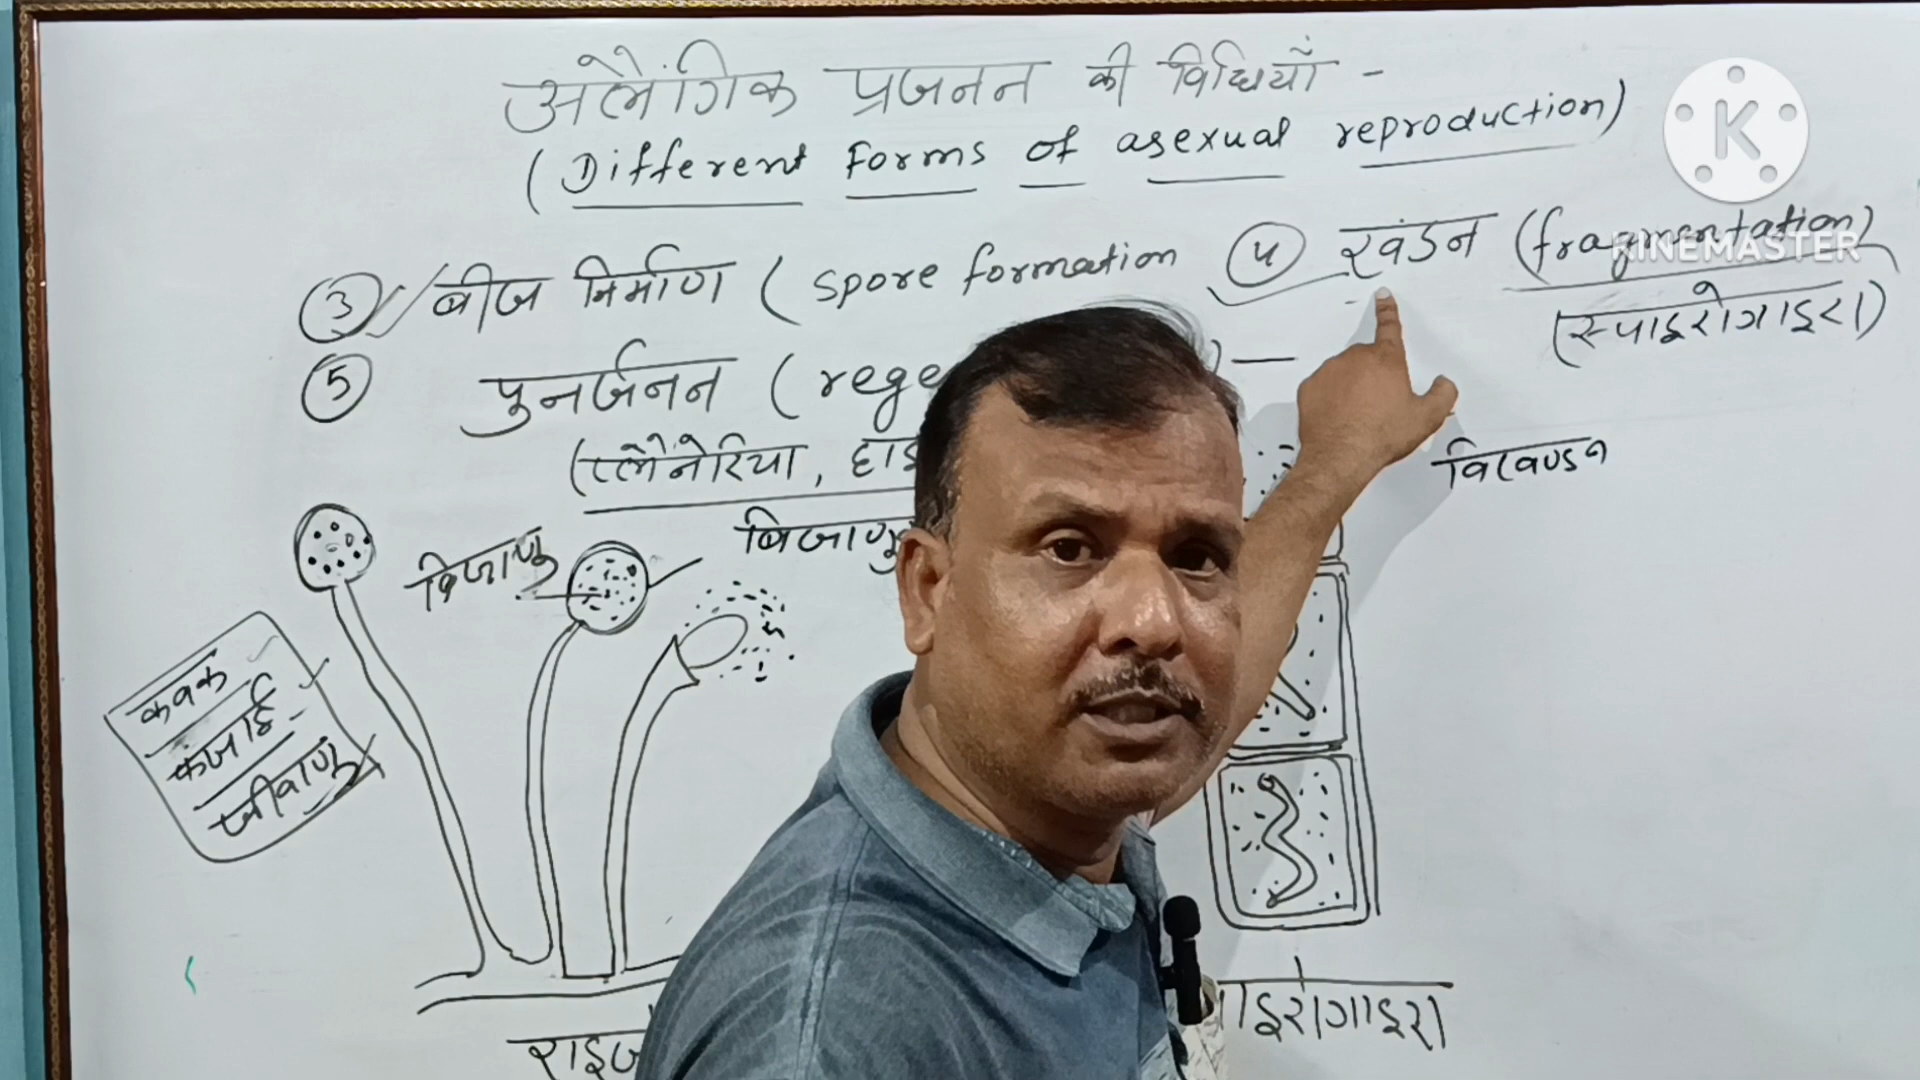 अलैंगिक प्रजनन की विधियाँ -
( Different forms of asexual reproduction)
③ बीज निर्माण ( spore formation
④ खंडन (fragmentation)
(स्पाइरोगाइरा)
⑤ पुनर्जनन ( rege
(प्लैनेरिया, हाइ
विखण्डन
बिजाणु
बिजाणु
कवक
फंजाई
जीवाणु
राइज
ाइरोगाइरा
K
KINEMASTER